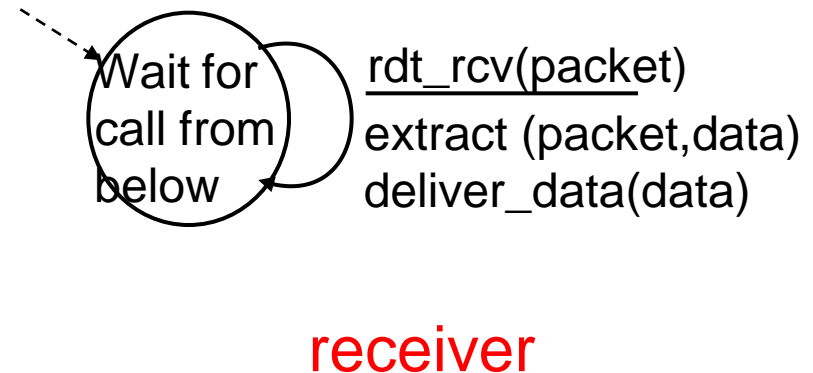 Wait for
call from
below
rdt_rcv(packet)
extract (packet,data)
deliver_data(data)
receiver